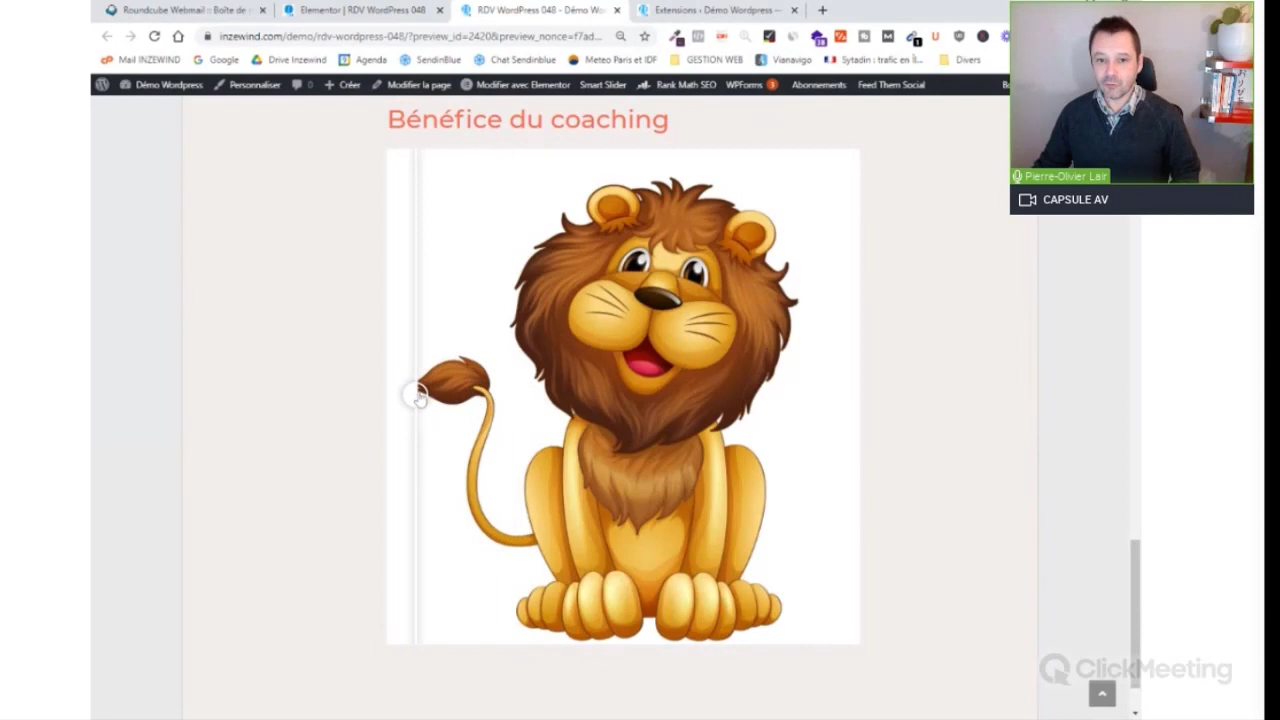 Roundcube Webmail :: Boîte de
Elementor | RDV WordPress 048
RDV WordPress 048 - Démo Wo
Extensions ‹ Démo Wordpress —
inzewind.com/demo/rdv-wordpress-048/?preview_id=2420&preview_nonce=f7ad...
Mail INZEWIND
Google
Drive Inzewind
Agenda
SendinBlue
Chat Sendinblue
Meteo Paris et IDF
GESTION WEB
Vianavigo
Sytadin : trafic en Î...
Divers
Démo Wordpress
Personnaliser
0
Créer
Modifier la page
Modifier avec Elementor
Smart Slider
Rank Math SEO
WPForms 3
Abonnements
Feed Them Social
Bénéfice du coaching
Pierre-Olivier Lair
CAPSULE AV
ClickMeeting